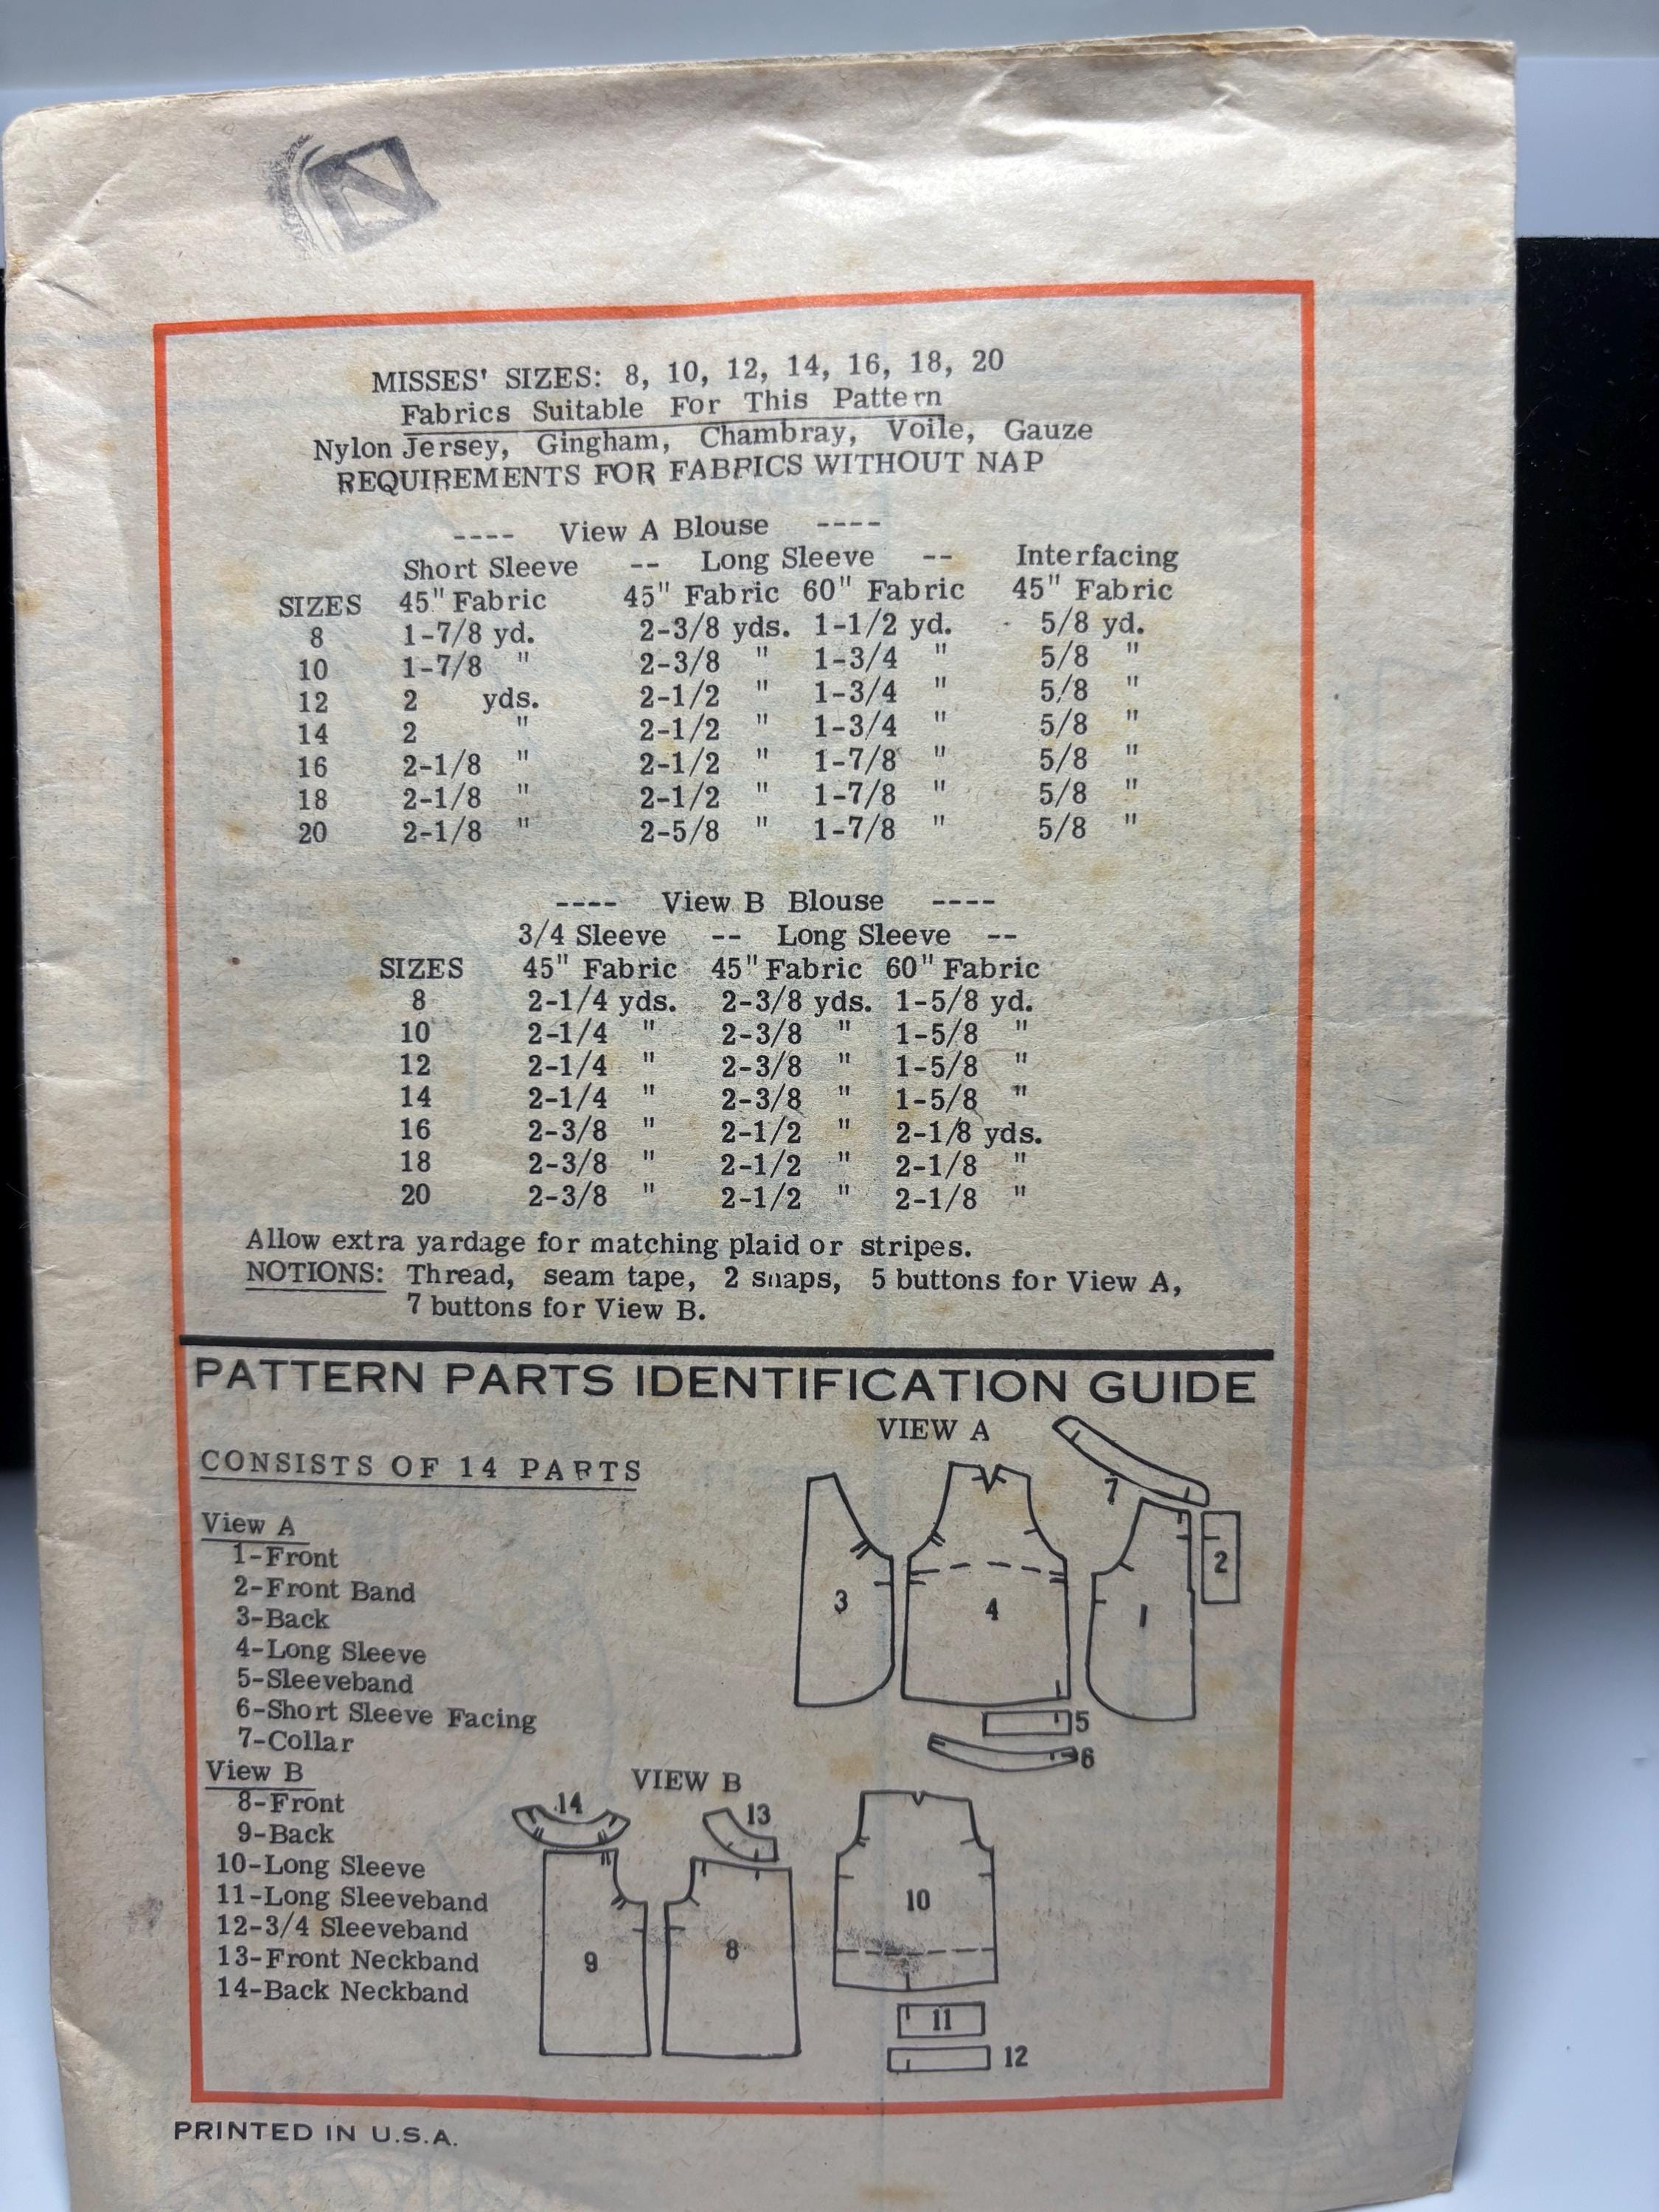 MISSES' SIZES: 8, 10, 12, 14, 16, 18, 20
Fabrics Suitable For This Pattern
Nylon Jersey, Gingham, Chambray, Voile, Gauze
REQUIREMENTS FOR FABRICS WITHOUT NAP
---- View A Blouse ----
Short Sleeve -- Long Sleeve -- Interfacing
SIZES 45" Fabric 45" Fabric 60" Fabric 45" Fabric
8 1-7/8 yd. 2-3/8 yds. 1-1/2 yd. 5/8 yd.
10 1-7/8 " 2-3/8 " 1-3/4 " 5/8 "
12 2 yds. 2-1/2 " 1-3/4 " 5/8 "
14 2 " 2-1/2 " 1-3/4 " 5/8 "
16 2-1/8 " 2-1/2 " 1-7/8 " 5/8 "
18 2-1/8 " 2-1/2 " 1-7/8 " 5/8 "
20 2-1/8 " 2-5/8 " 1-7/8 " 5/8 "
---- View B Blouse ----
3/4 Sleeve -- Long Sleeve --
SIZES 45" Fabric 45" Fabric 60" Fabric
8 2-1/4 yds. 2-3/8 yds. 1-5/8 yd.
10 2-1/4 " 2-3/8 " 1-5/8 "
12 2-1/4 " 2-3/8 " 1-5/8 "
14 2-1/4 " 2-3/8 " 1-5/8 "
16 2-3/8 " 2-1/2 " 2-1/8 yds.
18 2-3/8 " 2-1/2 " 2-1/8 "
20 2-3/8 " 2-1/2 " 2-1/8 "
Allow extra yardage for matching plaid or stripes.
NOTIONS: Thread, seam tape, 2 snaps, 5 buttons for View A,
7 buttons for View B.
PATTERN PARTS IDENTIFICATION GUIDE
CONSISTS OF 14 PARTS
View A
1-Front
2-Front Band
3-Back
4-Long Sleeve
5-Sleeveband
6-Short Sleeve Facing
7-Collar
View B
8-Front
9-Back
10-Long Sleeve
11-Long Sleeveband
12-3/4 Sleeveband
13-Front Neckband
14-Back Neckband
VIEW A
7
2
3
4
1
5
6
VIEW B
14
13
10
9
8
11
12
PRINTED IN U.S.A.